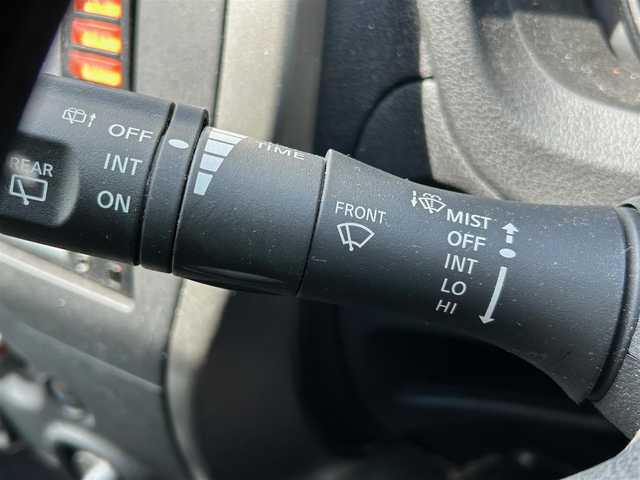 OFF
INT
ON
REAR
TIME
FRONT
MIST
OFF
INT
LO
HI